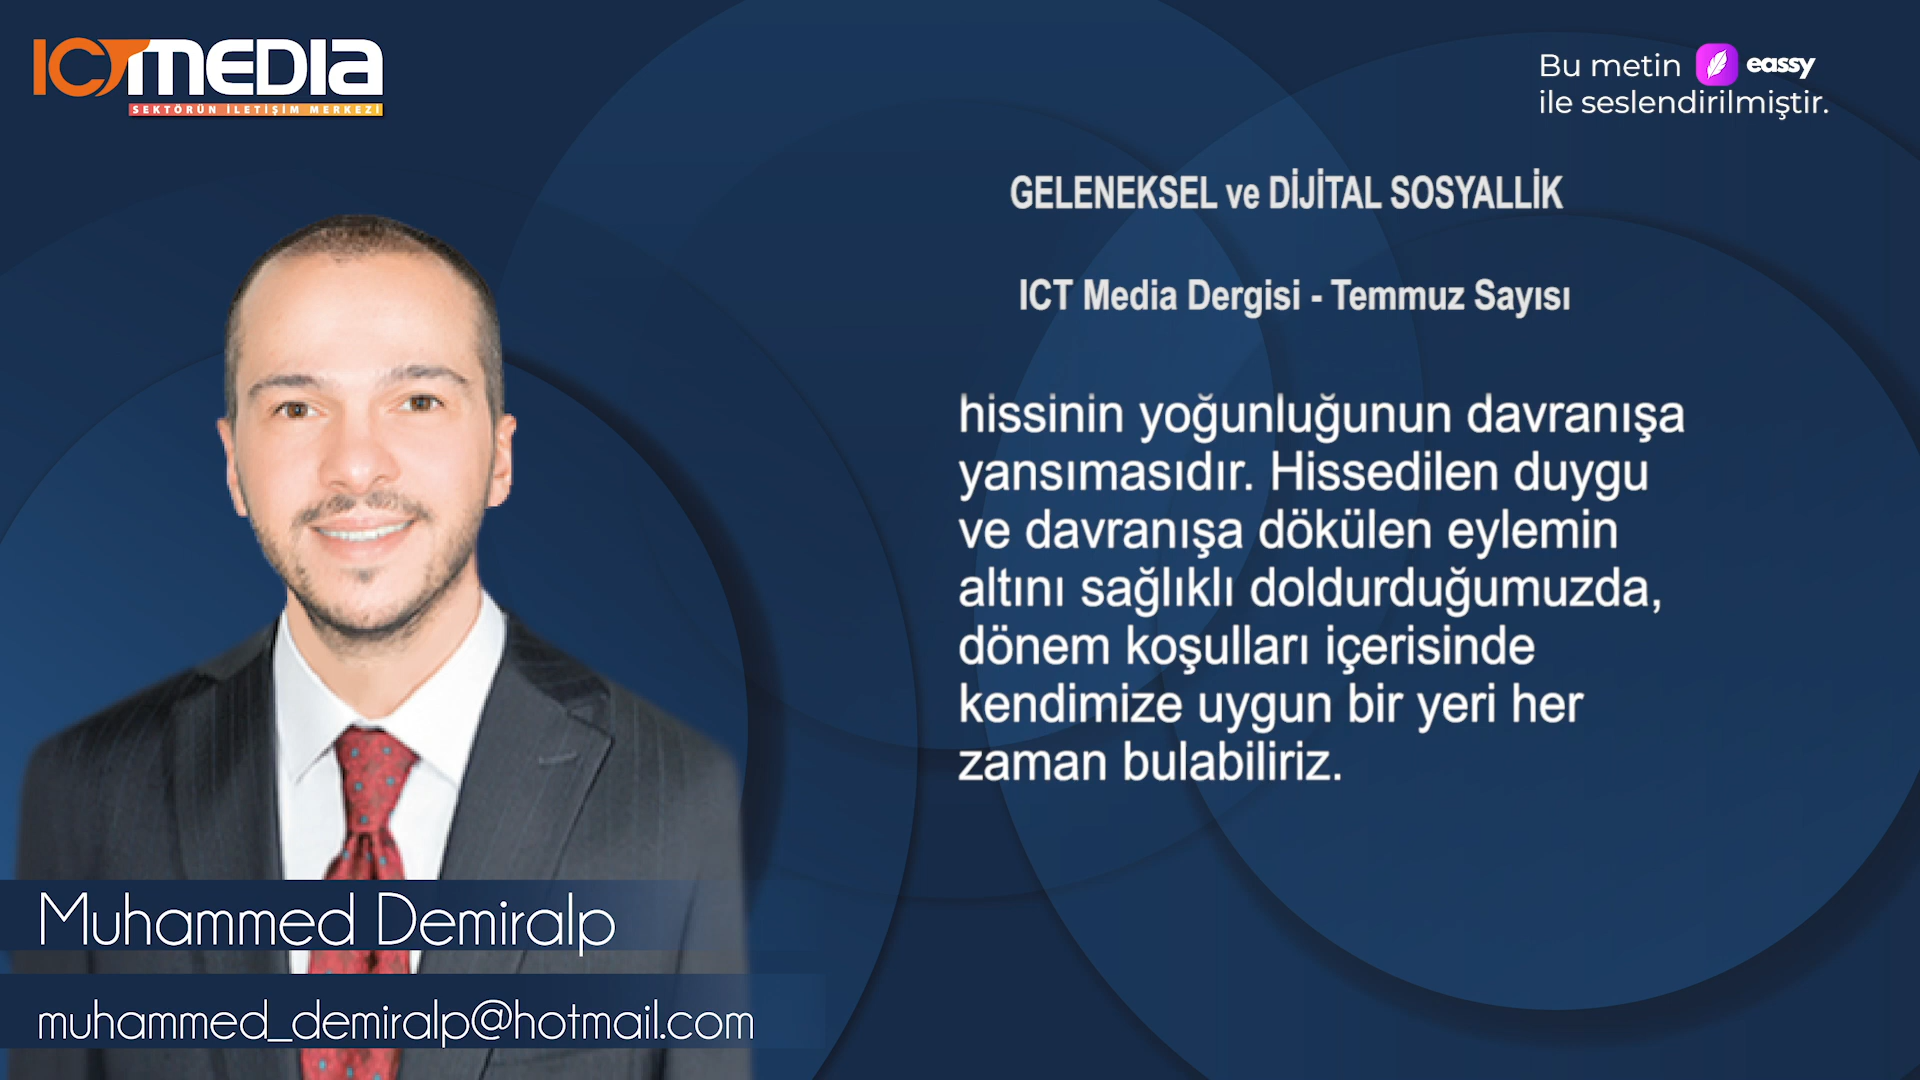 ICTMEDIA
SEKTÖRÜN İLETİŞİM MERKEZİ
Bu metin eassy
ile seslendirilmiştir.
GELENEKSEL ve DİJİTAL SOSYALLİK
ICT Media Dergisi - Temmuz Sayısı
hissinin yoğunluğunun davranışa
yansımasıdır. Hissedilen duygu
ve davranışa dökülen eylemin
altını sağlıklı doldurduğumuzda,
dönem koşulları içerisinde
kendimize uygun bir yeri her
zaman bulabiliriz.
Muhammed Demiralp
muhammed_demiralp@hotmail.com